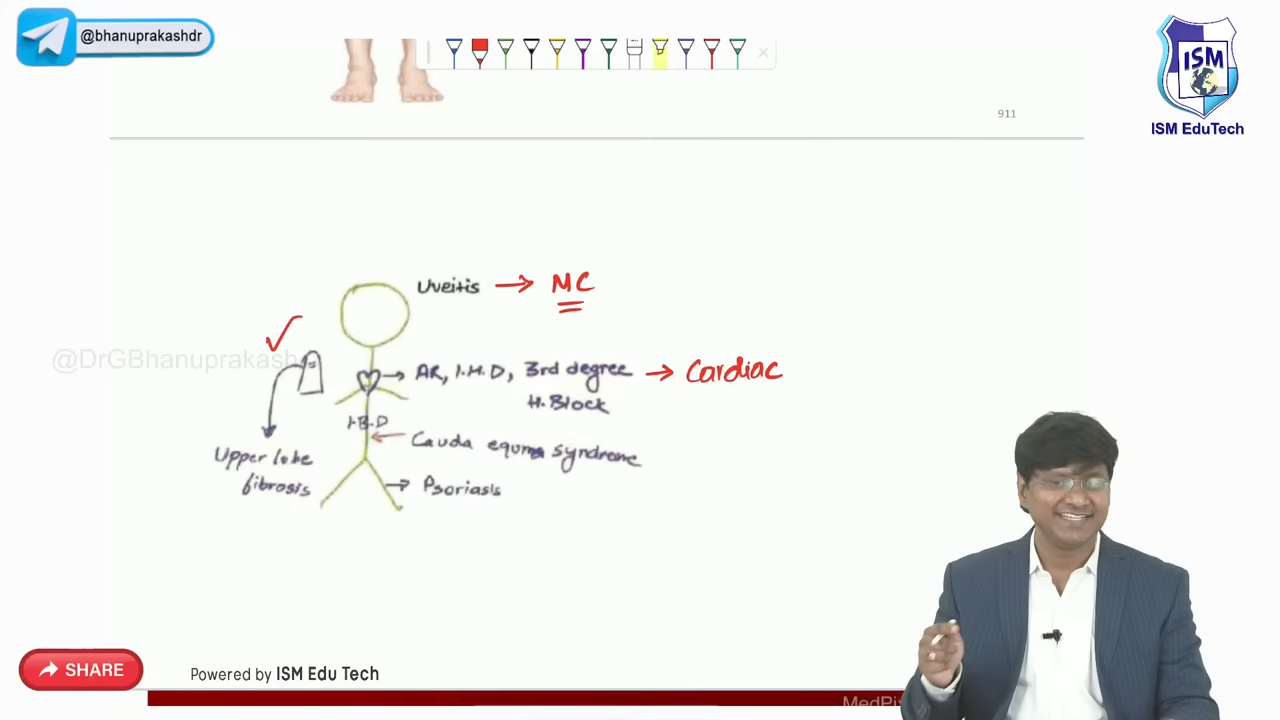 @bhanuprakashdr
ISM
ISM EduTech
911
Uveitis → MC
@DrGBhanuprakash
AR, I.H.D, 3rd degree → Cardiac
H.Block
I.B.D
Cauda equina syndrome
Upper lobe
fibrosis
Psoriasis
SHARE
Powered by ISM Edu Tech